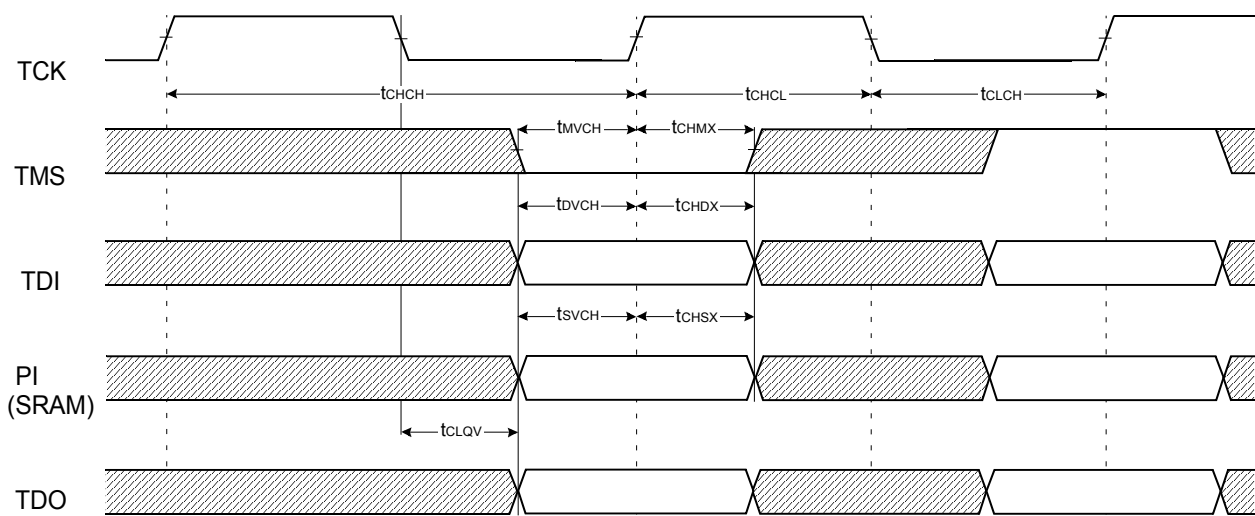 TCK
tCHCH
tCHCL
tCLCH
tMVCH
tCHMX
TMS
tDVCH
tCHDX
TDI
tSVCH
tCHSX
PI
(SRAM)
tCLQV
TDO